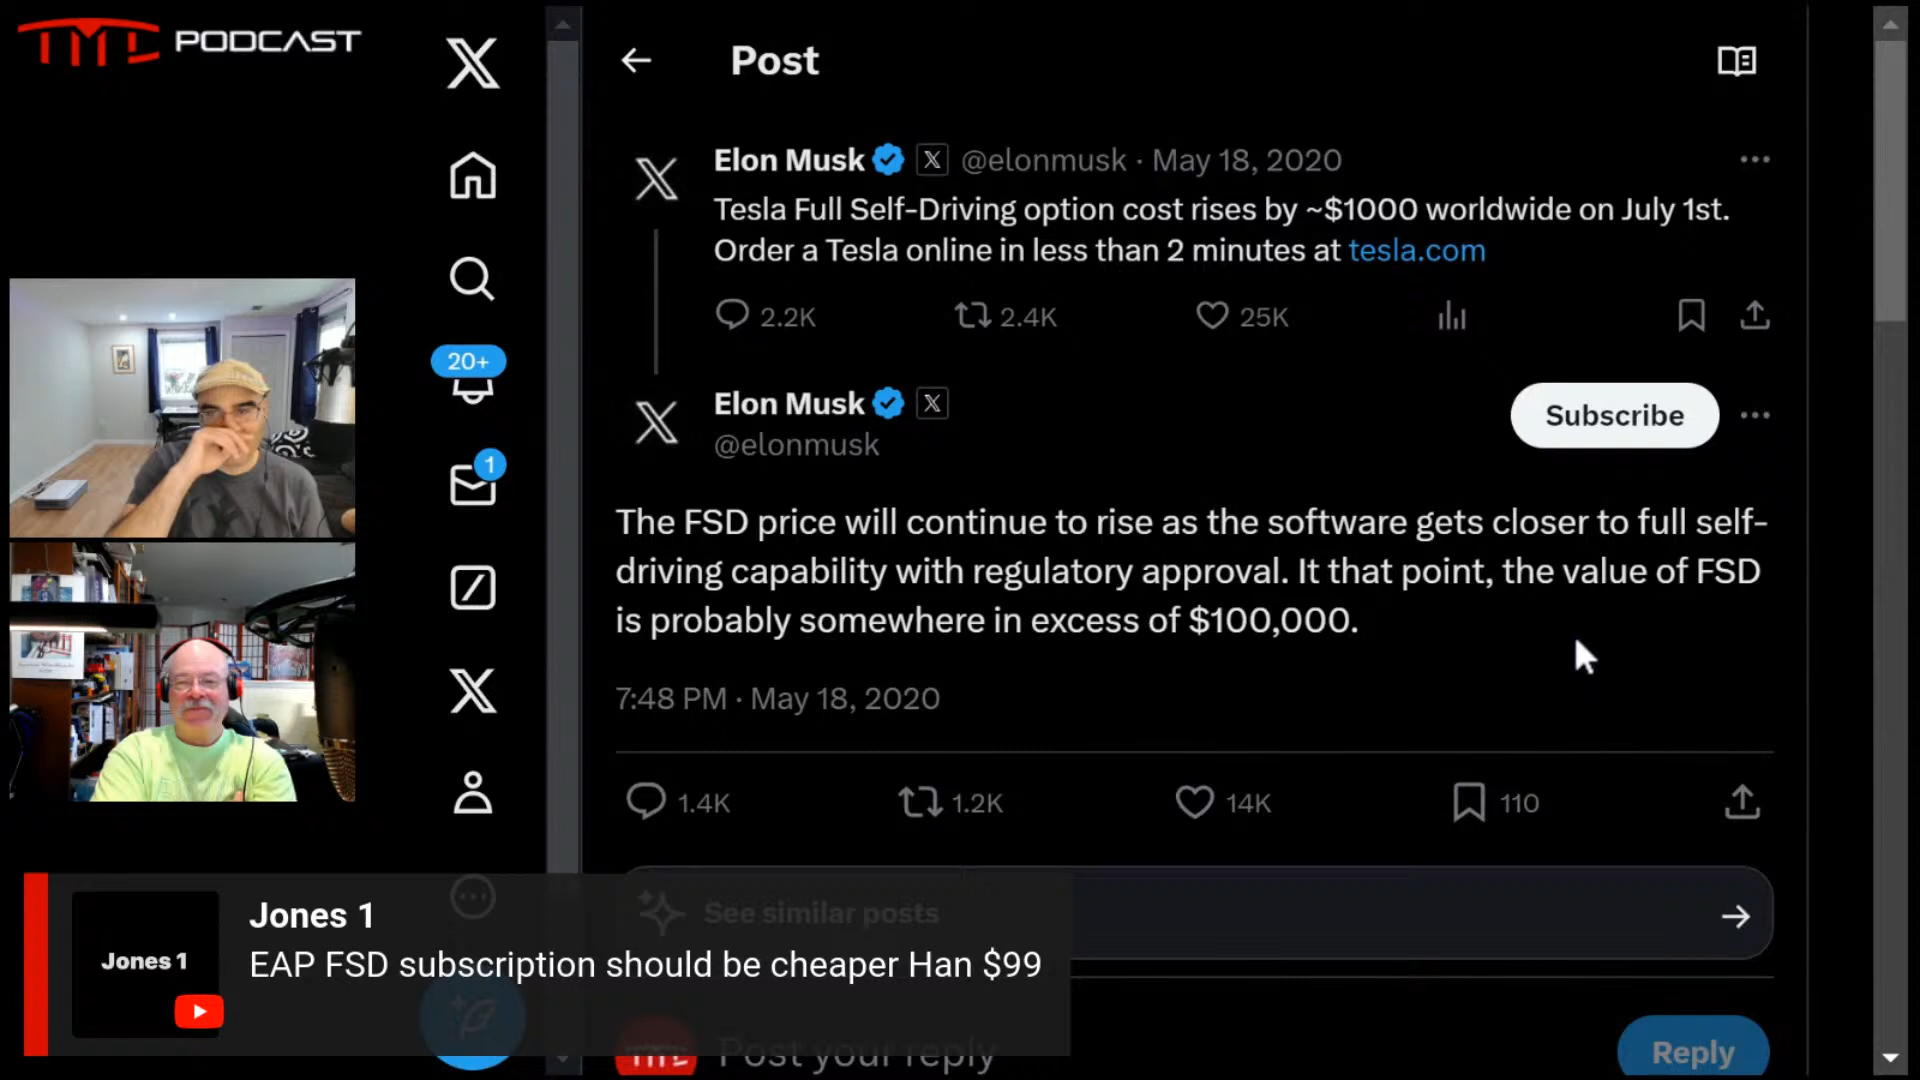 TML PODCAST
Post
Elon Musk @elonmusk · May 18, 2020
Tesla Full Self-Driving option cost rises by ~$1000 worldwide on July 1st.
Order a Tesla online in less than 2 minutes at tesla.com
2.2K 2.4K 25K
20+
Elon Musk
@elonmusk
Subscribe
1
The FSD price will continue to rise as the software gets closer to full self-
driving capability with regulatory approval. It that point, the value of FSD
is probably somewhere in excess of $100,000.
7:48 PM · May 18, 2020
1.4K 1.2K 14K 110
See similar posts
Jones 1
Jones 1
EAP FSD subscription should be cheaper Han $99
TML
Post your reply
Reply